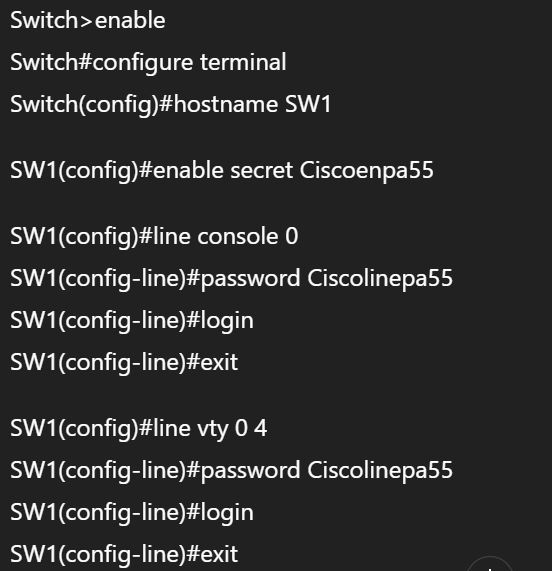 Switch>enable
Switch#configure terminal
Switch(config)#hostname SW1
SW1(config)#enable secret Ciscoenpa55
SW1(config)#line console 0
SW1(config-line)#password Ciscolinepa55
SW1(config-line)#login
SW1(config-line)#exit
SW1(config)#line vty 0 4
SW1(config-line)#password Ciscolinepa55
SW1(config-line)#login
SW1(config-line)#exit